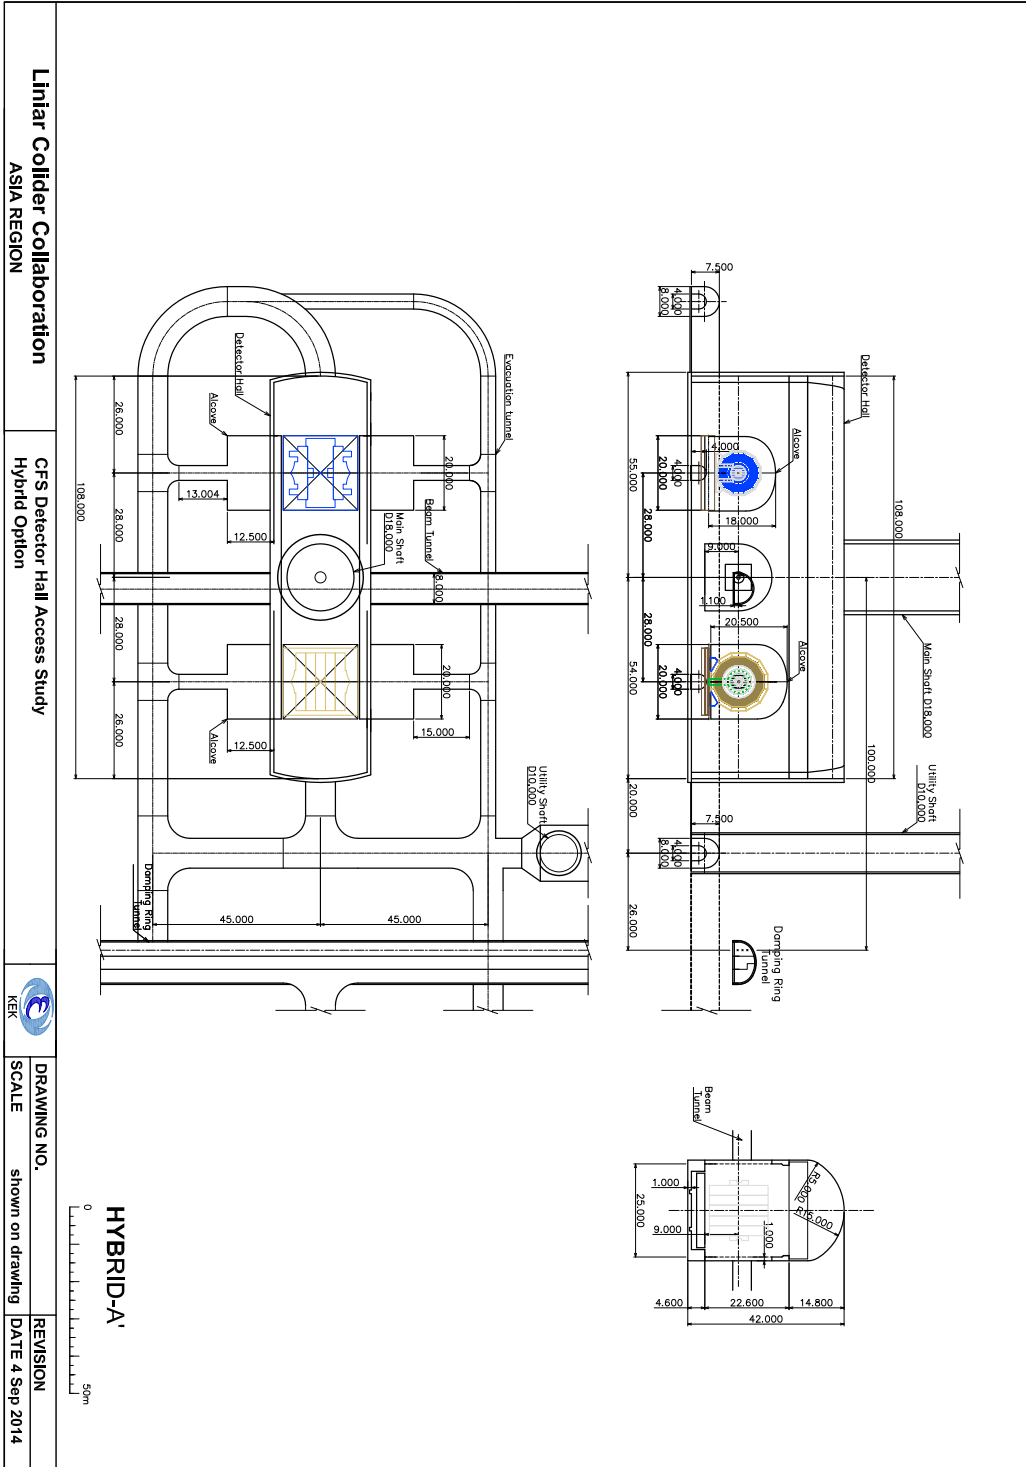 Liniar Collider Collaboration
ASIA REGION
CFS Detector Hall Access Study
Hybrid Option
KEK
DRAWING NO.
SCALE
shown on drawing
REVISION
DATE 4 Sep 2014
HYBRID-A'
0
50m
7.500
4.000
8.000
Detector Hall
Alcove
108.000
55.000
20.000
4.000
4.000
28.000
18.000
9.000
1.100
20.500
28.000
54.000
20.000
4.000
Alcove
Main Shaft D18,000
100.000
Utility Shaft
D10,000
20.000
7.500
4.000
8.000
26.000
Damping Ring
Tunnel
Evacuation tunnel
Detector Hall
Alcove
26.000
108.000
28.000
28.000
26.000
13.004
12.500
20.000
Main Shaft
D18,000
Beam Tunnel
8.000
20.000
15.000
12.500
Alcove
Utility Shaft
D10,000
Damping Ring
Tunnel
45.000
45.000
Beam
Tunnel
1.000
25.000
9.000
1.000
R5.000
R15.000
4.600
22.600
14.800
42.000